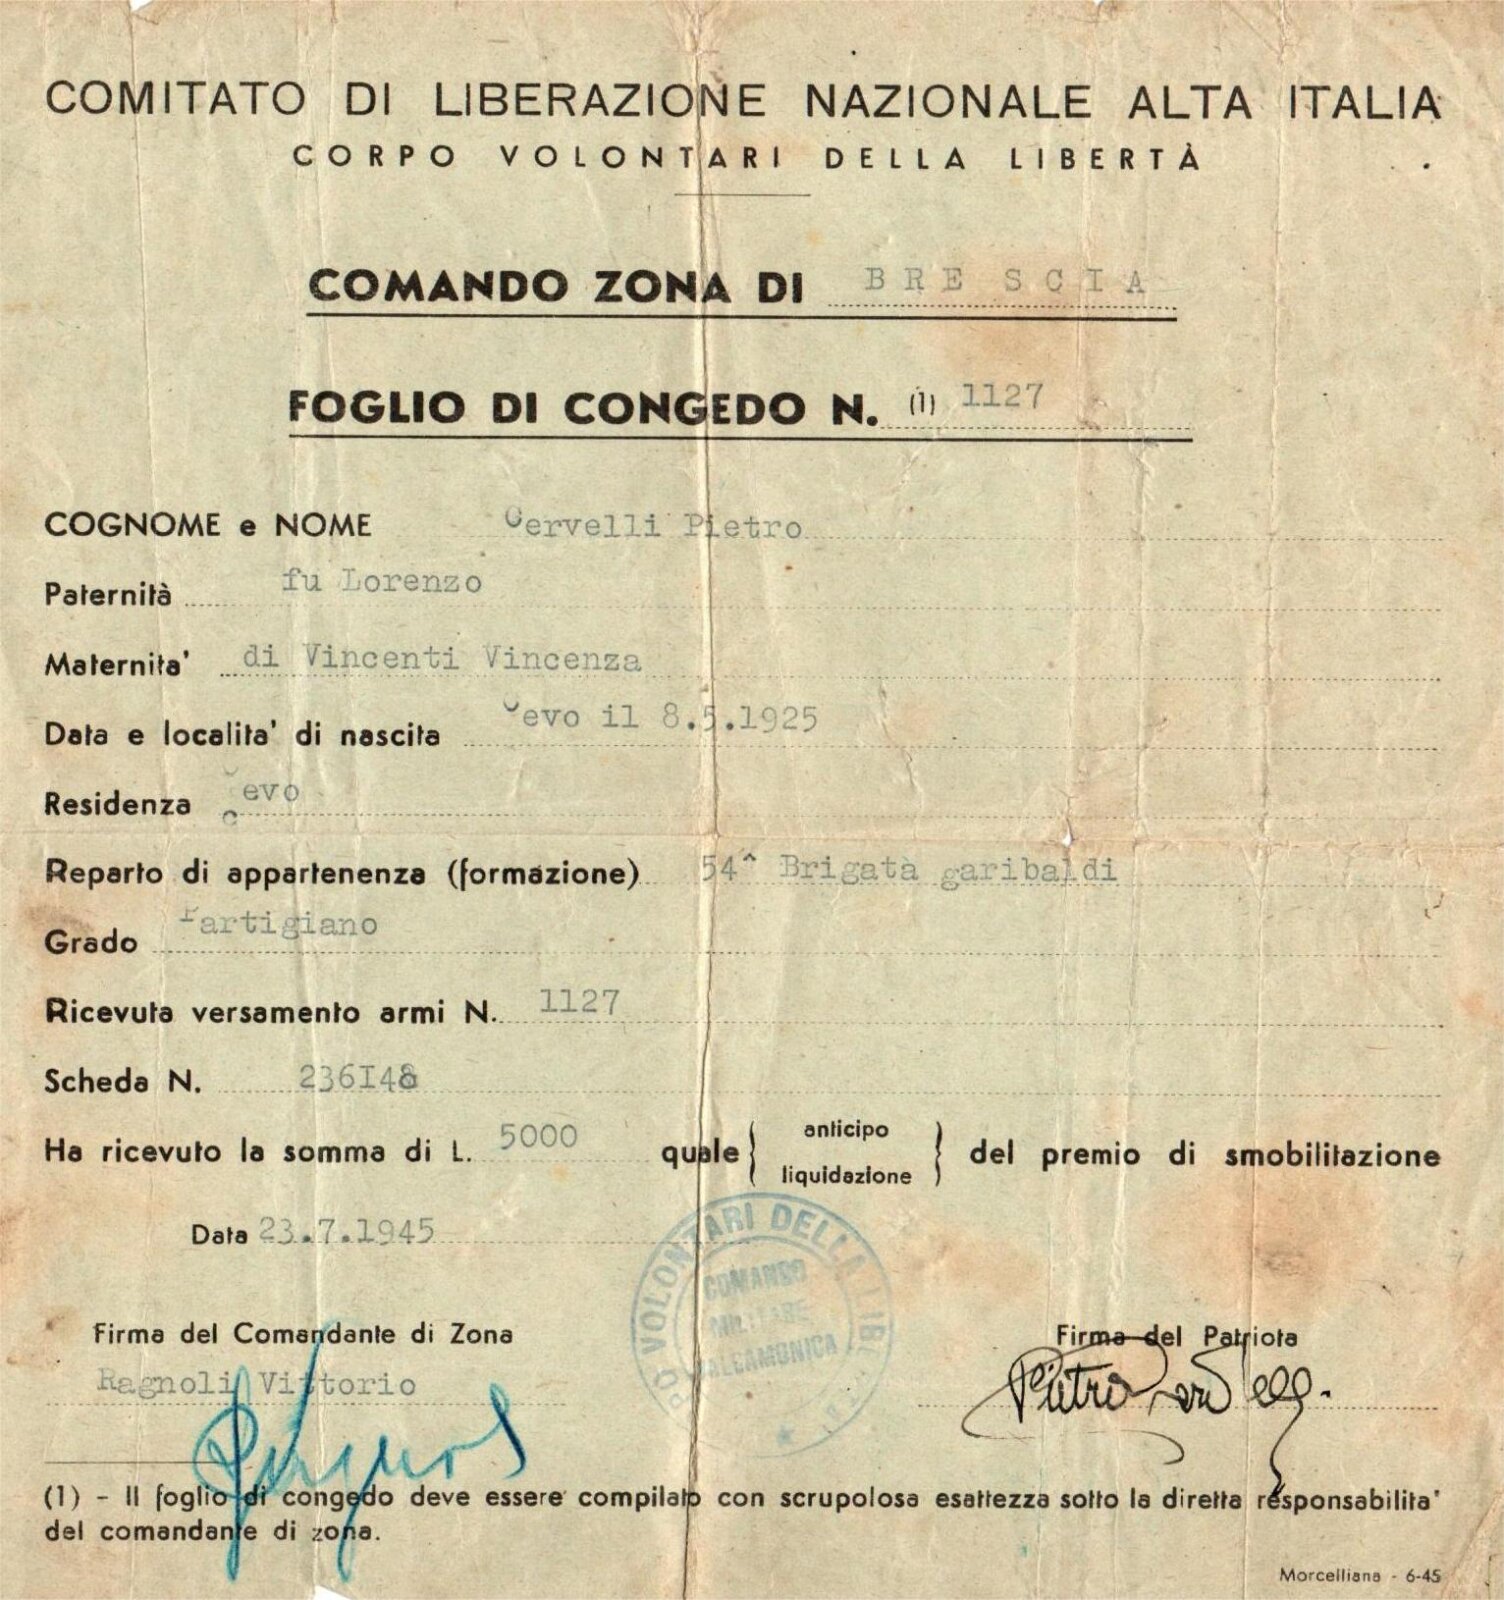 COMITATO DI LIBERAZIONE NAZIONALE ALTA ITALIA
CORPO VOLONTARI DELLA LIBERTÀ
COMANDO ZONA DI BRESCIA
FOGLIO DI CONGEDO N. (1) 1127
COGNOME e NOME Cervelli Pietro
Paternità fu Lorenzo
Maternita' di Vincenti Vincenza
Data e localita' di nascita Cevo il 8.5.1925
Residenza Cevo
Reparto di appartenenza (formazione) 54^ Brigata garibaldi
Grado Partigiano
Ricevuta versamento armi N. 1127
Scheda N. 236I48
Ha ricevuto la somma di L. 5000 quale { anticipo liquidazione } del premio di smobilitazione
Data 23.7.1945
VOLONTARI DELLA LIBERTÀ
COMANDO
MILITARE
VALCAMONICA
Firma del Comandante di Zona
Firma del Patriota
Ragnoli Vittorio
Pietro Cervelli
(1) - Il foglio di congedo deve essere compilato con scrupolosa esattezza sotto la diretta responsabilita'
del comandante di zona.
Morcelliana - 6-45